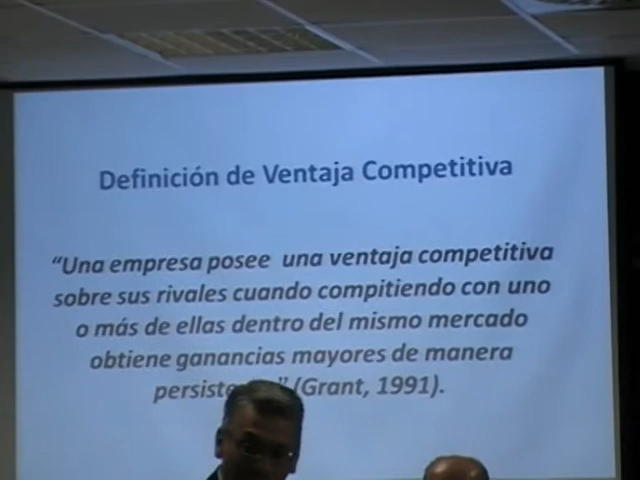 Definición de Ventaja Competitiva
“Una empresa posee una ventaja competitiva
sobre sus rivales cuando compitiendo con uno
o más de ellas dentro del mismo mercado
obtiene ganancias mayores de manera
(Grant, 1991).